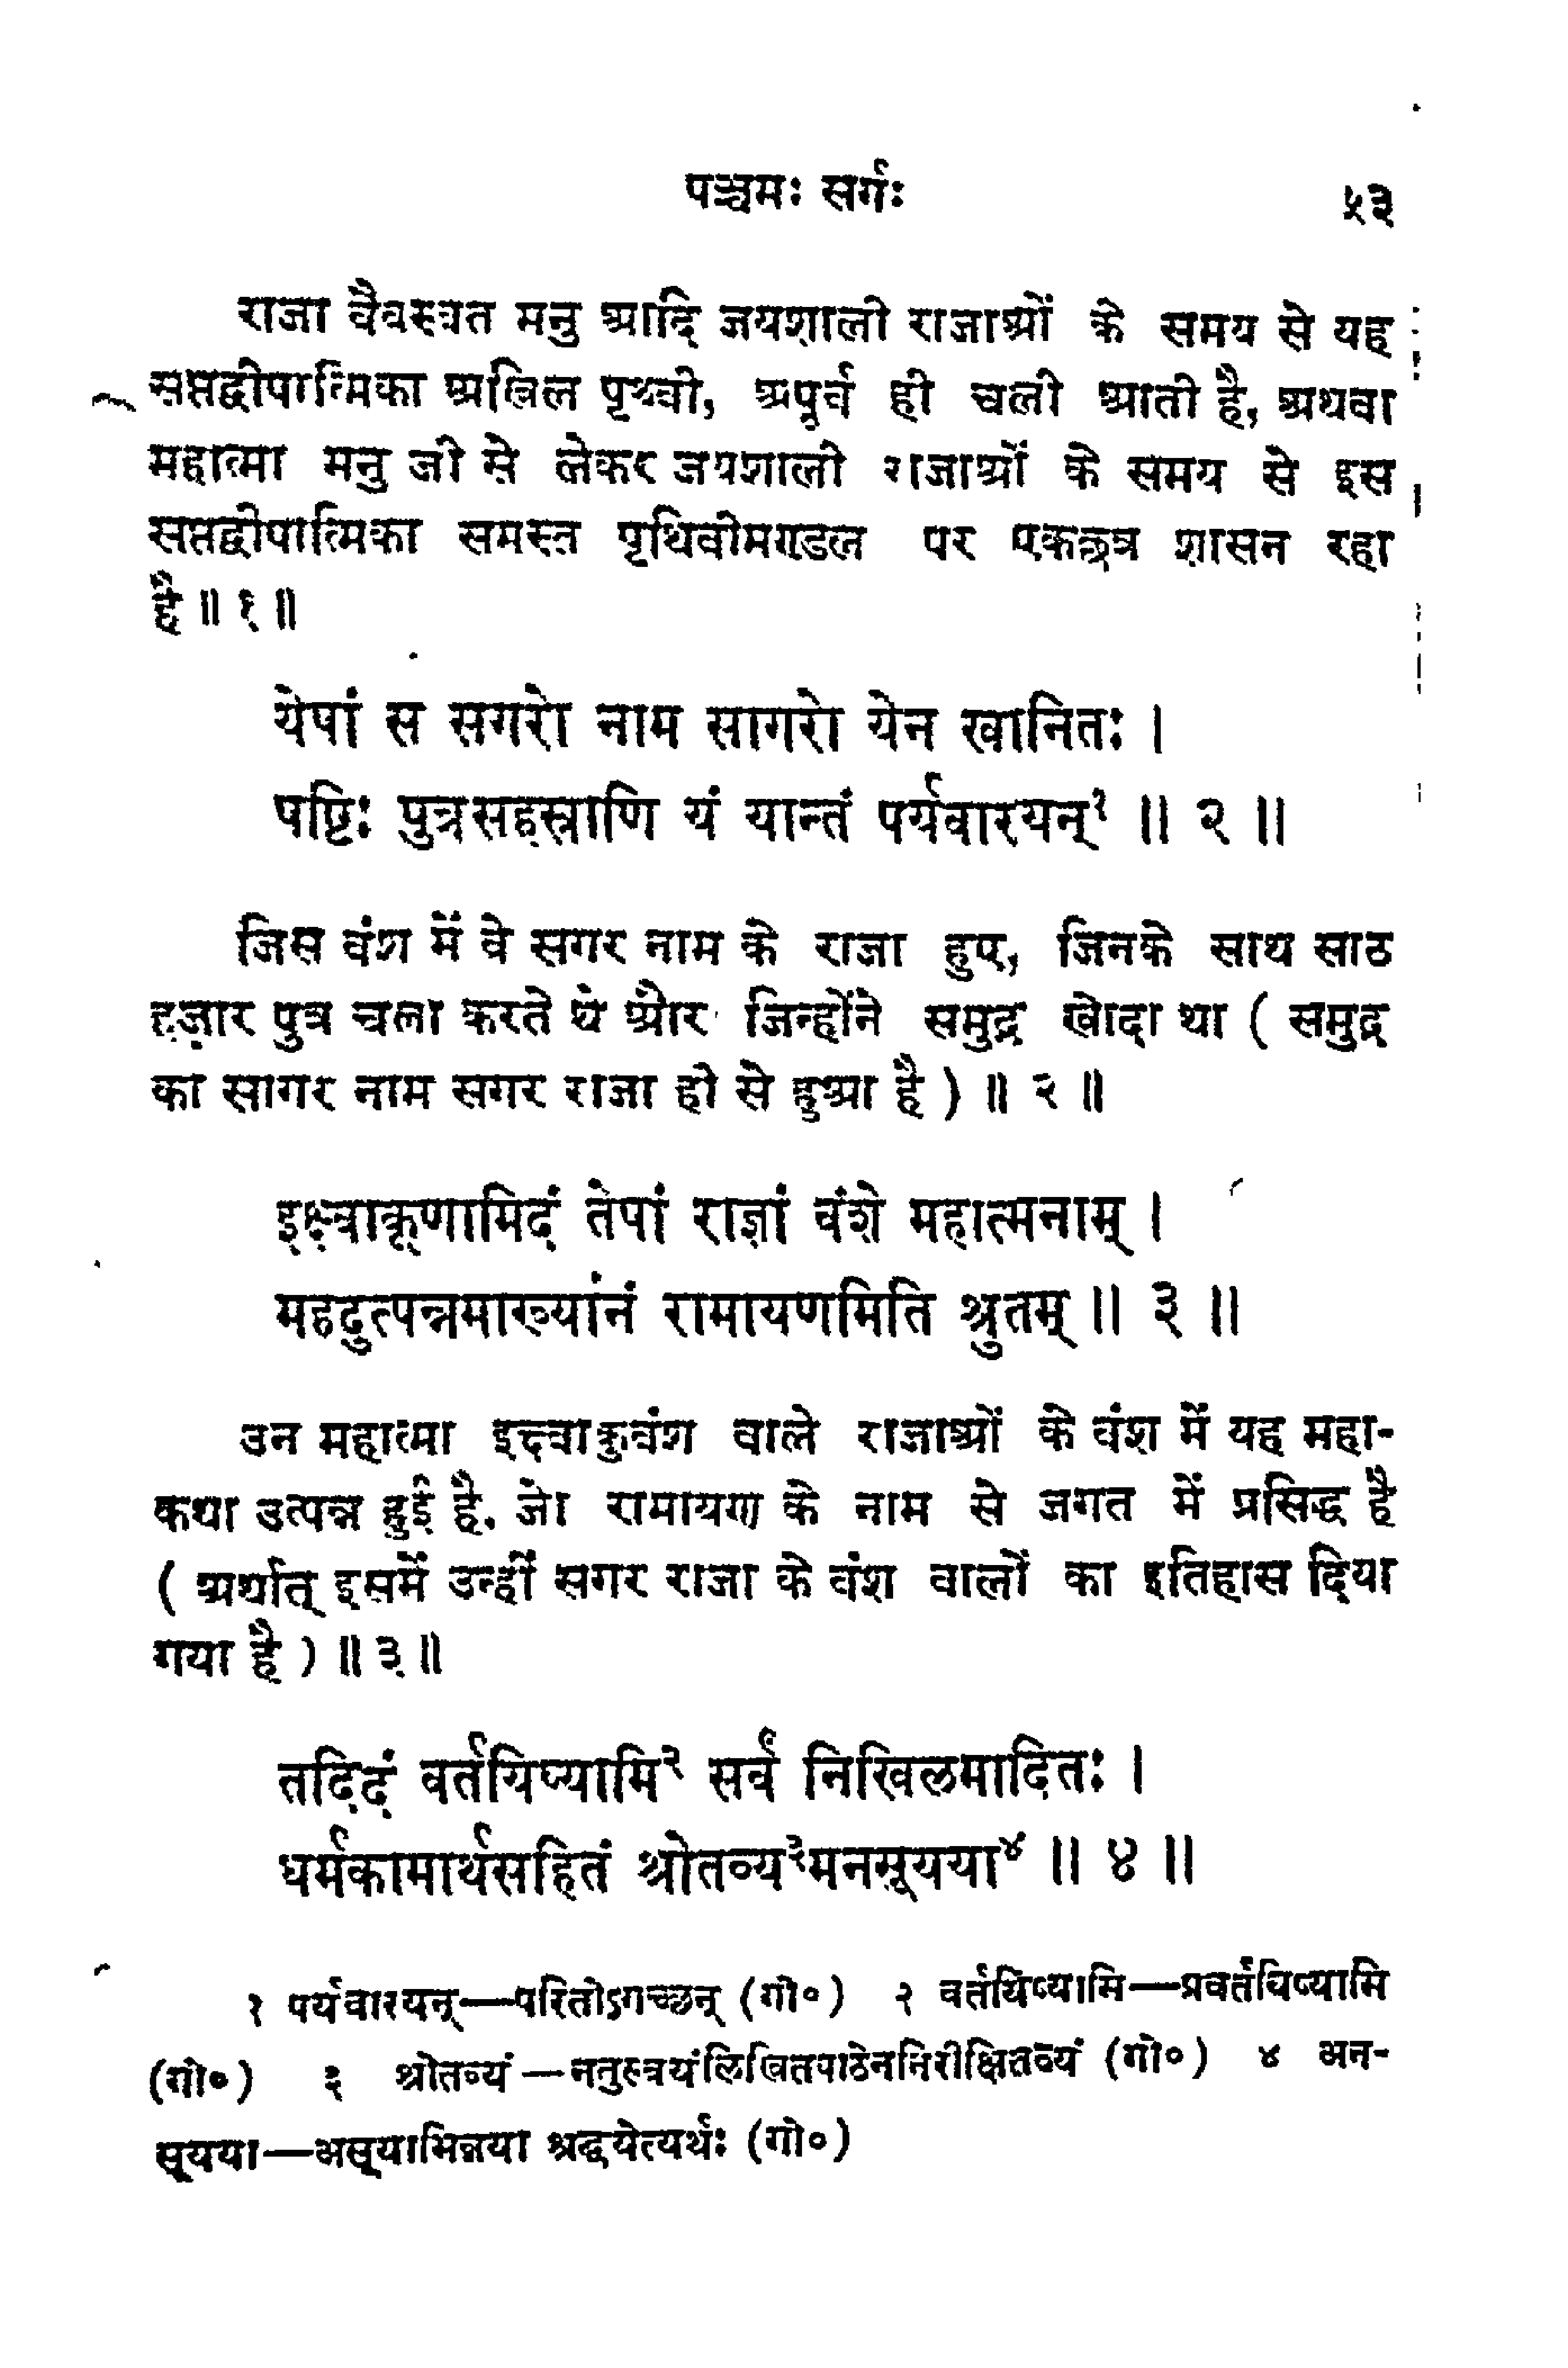 पञ्चमः सर्गः ५३
राजा वैवस्वत मनु आदि जयशाली राजाओं के समय से यह
सप्तद्वीपात्मिका अखिल पृथ्वी, अपूर्व ही चली आती है, अथवा
महात्मा मनु जी से लेकर जयशाली राजाओं के समय से इस
सप्तद्वीपात्मिका समस्त पृथिवीमण्डल पर एकछत्र शासन रहा
है ॥ १ ॥
येषां स सगरो नाम सागरो येन खानितः ।
षष्टिः पुत्रसहस्राणि यं यान्तं पर्यवारयन्१ ॥ २ ॥
जिस वंश में वे सगर नाम के राजा हुए, जिनके साथ साठ
हज़ार पुत्र चला करते थे और जिन्होंने समुद्र खोदा था ( समुद्र
का सागर नाम सगर राजा ही से हुआ है ) ॥ २ ॥
इक्ष्वाकूणामिदं तेषां राज्ञां वंशे महात्मनाम् ।
महदुत्पन्नमाख्यानं रामायणमिति श्रुतम् ॥ ३ ॥
उन महात्मा इक्ष्वाकुवंश वाले राजाओं के वंश में यह महा-
कथा उत्पन्न हुई है, जो रामायण के नाम से जगत में प्रसिद्ध है
( अर्थात् इसमें उन्हीं सगर राजा के वंश वालों का इतिहास दिया
गया है ) ॥ ३ ॥
तदिदं वर्तयिष्यामि२ सर्वं निखिलमादितः ।
धर्मकामार्थसहितं श्रोतव्य३मनसूयया४ ॥ ४ ॥
१ पर्यवारयन्—परितोऽगच्छन् (गो०) २ वर्तयिष्यामि—प्रवर्तयिष्यामि
(गो०) ३ श्रोतव्यं—नतुस्वयंलिखितपाठेननिरीक्षितव्यं (गो०) ४ अन-
सूयया—असूयाभिन्नया श्रद्धयेत्यर्थः (गो०)